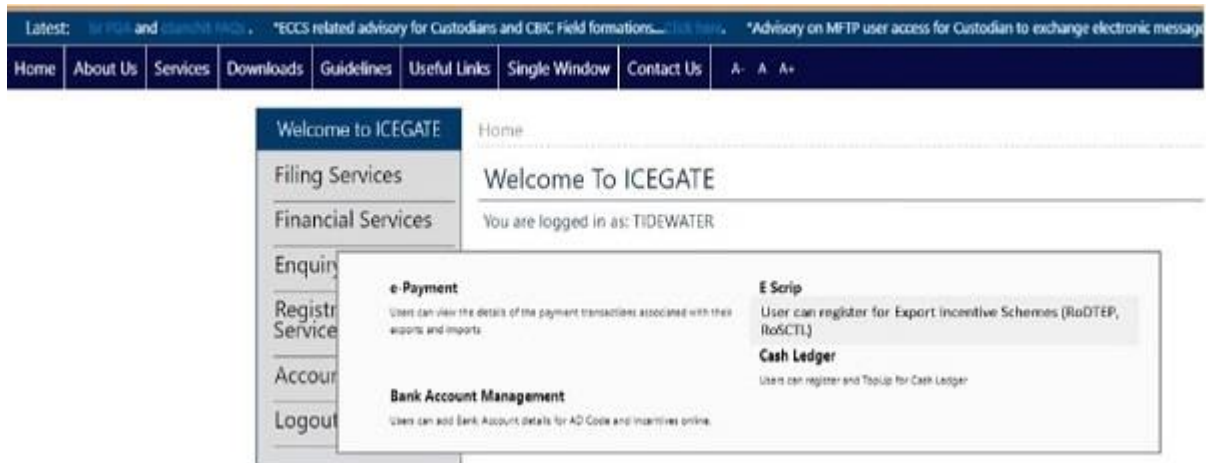 Latest: and . *ECCS related advisory for Custodians and CBIC Field formations.... . *Advisory on MFTP user access for Custodian to exchange electronic message
Home About Us Services Downloads Guidelines Useful Links Single Window Contact Us A- A A+
Welcome to ICEGATE
Home
Filing Services
Welcome To ICEGATE
Financial Services
You are logged in as: TIDEWATER
Enquiry
Registr
Service
Accour
Logout
e-Payment
Users can view the details of the payment transactions associated with their
exports and imports
Bank Account Management
Users can add Bank Account details for AD Code and incentives online.
E Scrip
User can register for Export Incentive Schemes (RoDTEP,
RoSCTL)
Cash Ledger
Users can register and TopUp for Cash Ledger